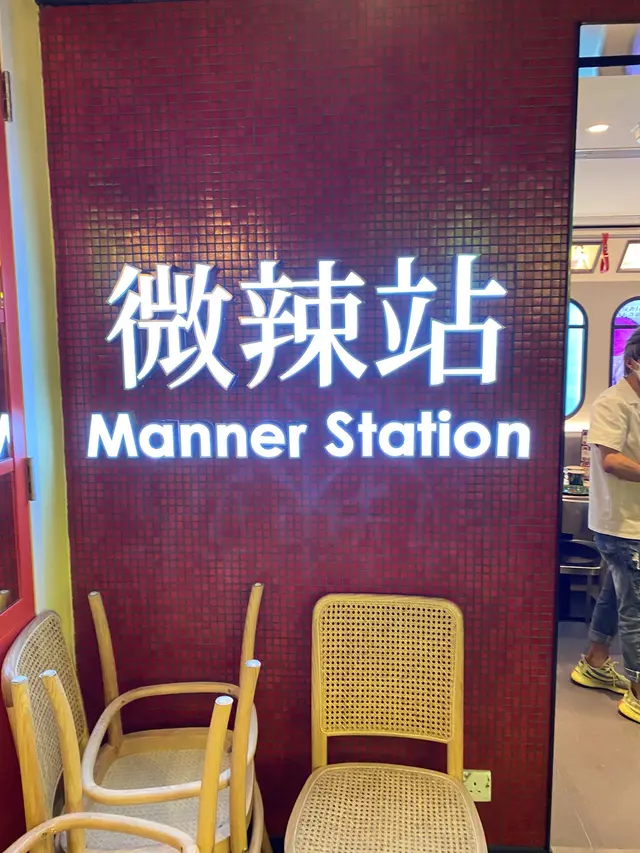 微辣站
Manner Station